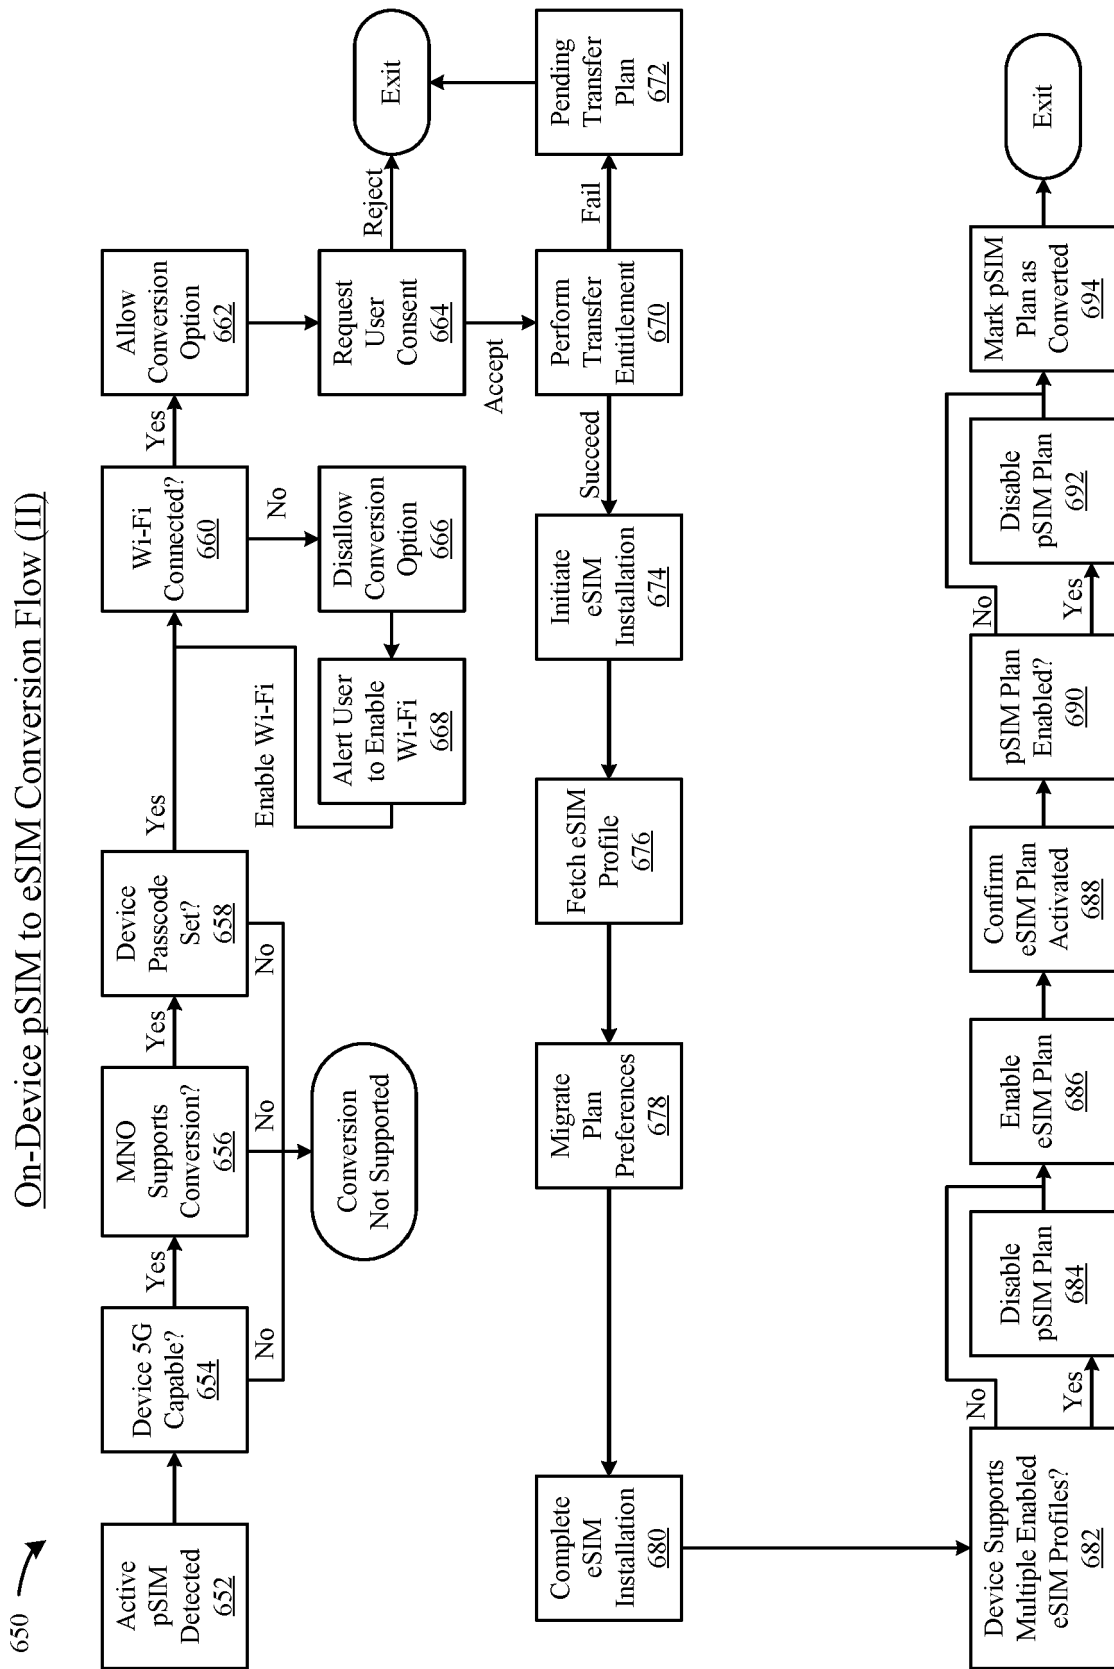 On-Device pSIM to eSIM Conversion Flow (II)
650
Active
pSIM
Detected
652
Device 5G
Capable?
654
Yes
No
MNO
Supports
Conversion?
656
Yes
No
Device
Passcode
Set?
658
Yes
No
Conversion
Not Supported
Wi-Fi
Connected?
660
Yes
No
Allow
Conversion
Option
662
Disallow
Conversion
Option
666
Alert User
to Enable
Wi-Fi
668
Enable Wi-Fi
Request
User
Consent
664
Reject
Exit
Accept
Perform
Transfer
Entitlement
670
Fail
Pending
Transfer
Plan
672
Succeed
Initiate
eSIM
Installation
674
Fetch eSIM
Profile
676
Migrate
Plan
Preferences
678
Complete
eSIM
Installation
680
Device Supports
Multiple Enabled
eSIM Profiles?
682
No
Yes
Disable
pSIM Plan
684
Enable
eSIM Plan
686
Confirm
eSIM Plan
Activated
688
pSIM Plan
Enabled?
690
No
Yes
Disable
pSIM Plan
692
Mark pSIM
Plan as
Converted
694
Exit